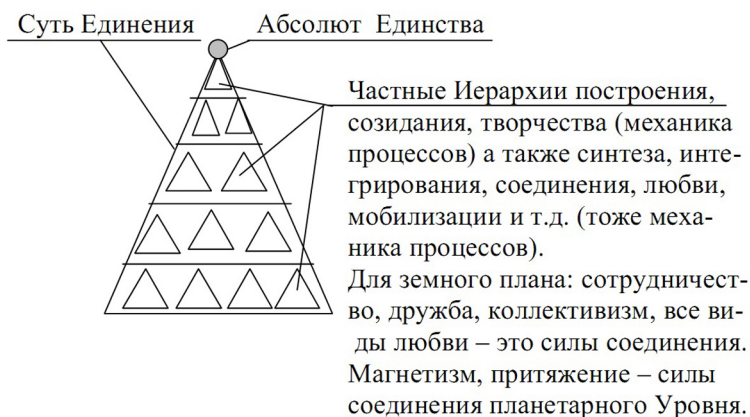 Суть Единения
Абсолют Единства
Частные Иерархии построения,
созидания, творчества (механика
процессов) а также синтеза, инте-
грирования, соединения, любви,
мобилизации и т.д. (тоже меха-
ника процессов).
Для земного плана: сотрудничест-
во, дружба, коллективизм, все ви-
ды любви – это силы соединения.
Магнетизм, притяжение – силы
соединения планетарного Уровня.